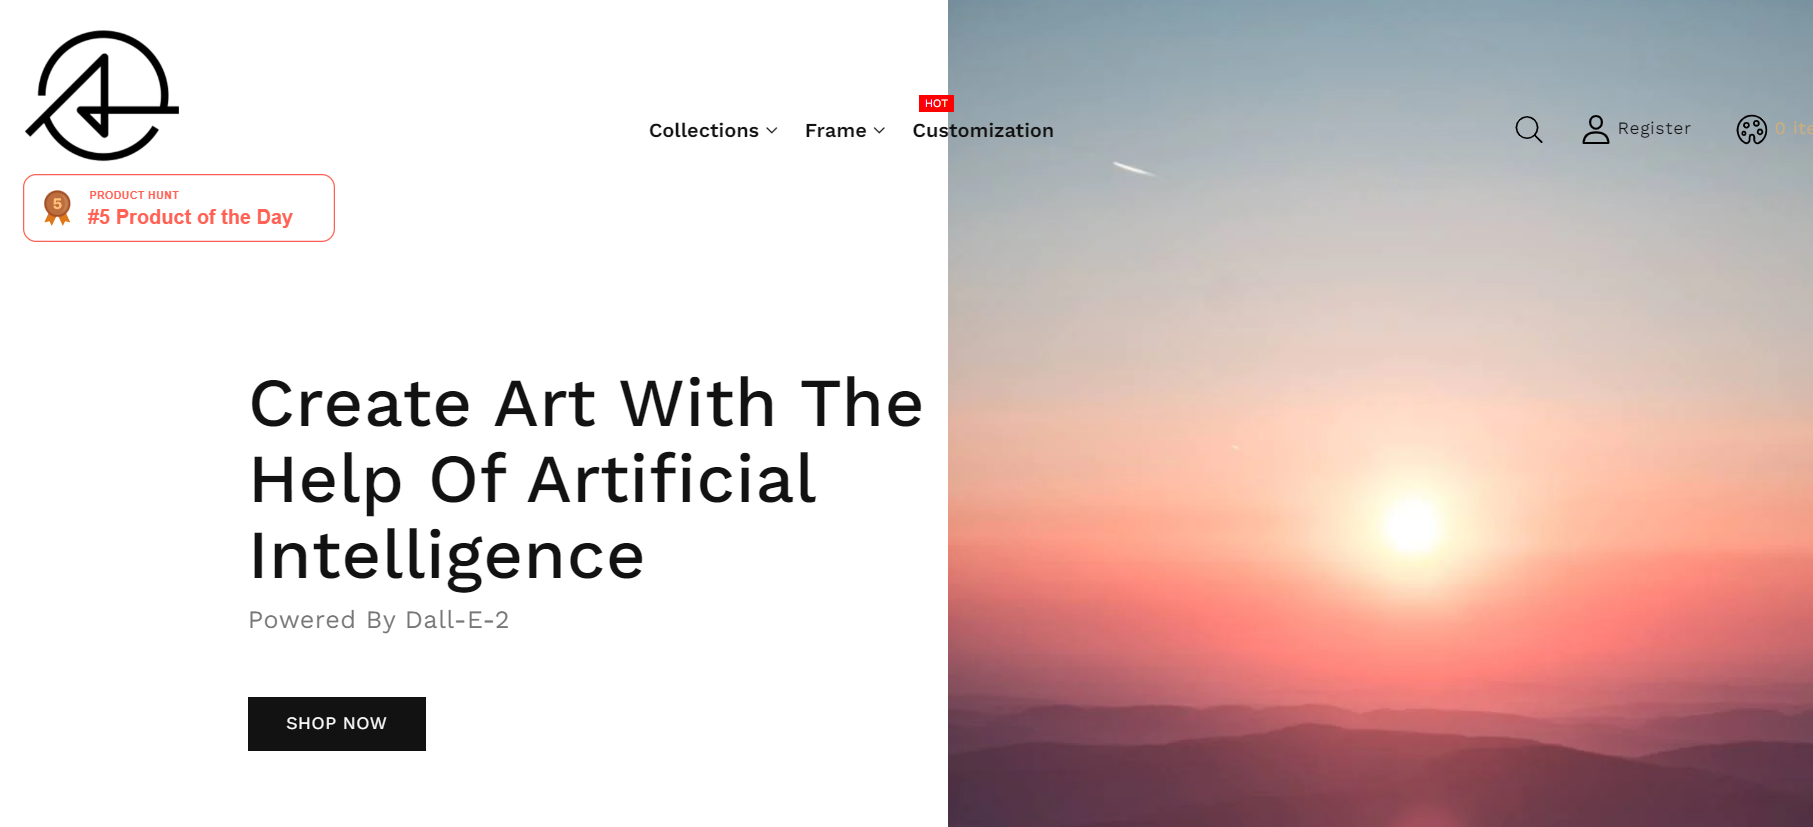 HOT
Collections Frame Customization
Register
0 ite
5
PRODUCT HUNT
#5 Product of the Day
Create Art With The
Help Of Artificial
Intelligence
Powered By Dall-E-2
SHOP NOW